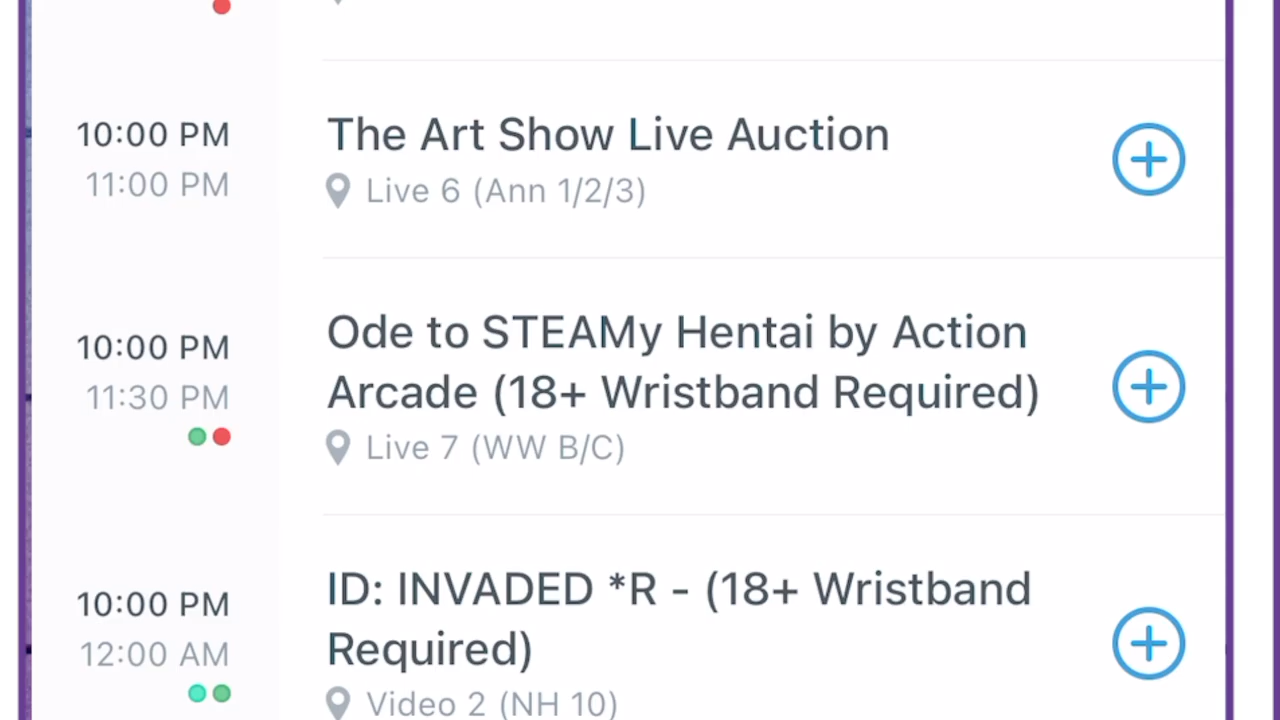 10:00 PM
11:00 PM
The Art Show Live Auction
Live 6 (Ann 1/2/3)
10:00 PM
11:30 PM
Ode to STEAMy Hentai by Action
Arcade (18+ Wristband Required)
Live 7 (WW B/C)
10:00 PM
12:00 AM
ID: INVADED *R - (18+ Wristband
Required)
Video 2 (NH 10)